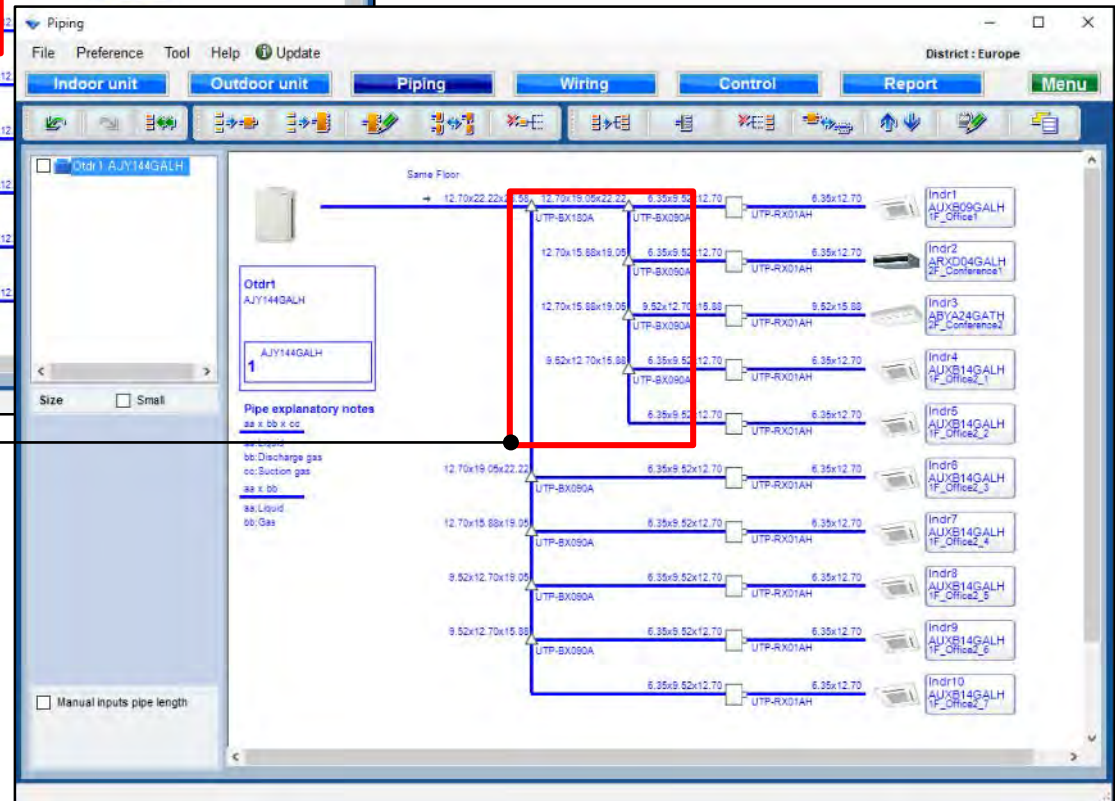 Piping
File Preference Tool Help Update District : Europe
Indoor unit Outdoor unit Piping Wiring Control Report Menu
Otdr1 AJY144GALH
Size Small
Manual inputs pipe length
Same Floor
Otdr1
AJY144GALH
AJY144GALH
1
Pipe explanatory notes
aa x bb x cc
aa:Liquid
bb:Discharge gas
cc:Suction gas
aa x bb
aa:Liquid
bb:Gas
12.70x19.05x22.22 6.35x9.52x12.70 6.35x12.70
UTP-BX180A UTP-BX090A UTP-RX01AH
Indr1
AUXB09GALH
1F_Office1
12.70x15.88x19.05 6.35x9.52x12.70 6.35x12.70
UTP-BX090A UTP-RX01AH
Indr2
ARXD04GALH
2F_Conference1
12.70x15.88x19.05 9.52x12.70x15.88 9.52x15.88
UTP-BX090A UTP-RX01AH
Indr3
ABYA24GATH
2F_Conference2
9.52x12.70x15.88 6.35x9.52x12.70 6.35x12.70
UTP-BX090A UTP-RX01AH
Indr4
AUXB14GALH
1F_Office2_1
6.35x9.52x12.70 6.35x12.70
UTP-RX01AH
Indr5
AUXB14GALH
1F_Office2_2
12.70x19.05x22.22 6.35x9.52x12.70 6.35x12.70
UTP-BX090A UTP-RX01AH
Indr6
AUXB14GALH
1F_Office2_3
12.70x15.88x19.05 6.35x9.52x12.70 6.35x12.70
UTP-BX090A UTP-RX01AH
Indr7
AUXB14GALH
1F_Office2_4
9.52x12.70x19.05 6.35x9.52x12.70 6.35x12.70
UTP-BX090A UTP-RX01AH
Indr8
AUXB14GALH
1F_Office2_5
9.52x12.70x15.88 6.35x9.52x12.70 6.35x12.70
UTP-BX090A UTP-RX01AH
Indr9
AUXB14GALH
1F_Office2_6
6.35x9.52x12.70 6.35x12.70
UTP-RX01AH
Indr10
AUXB14GALH
1F_Office2_7